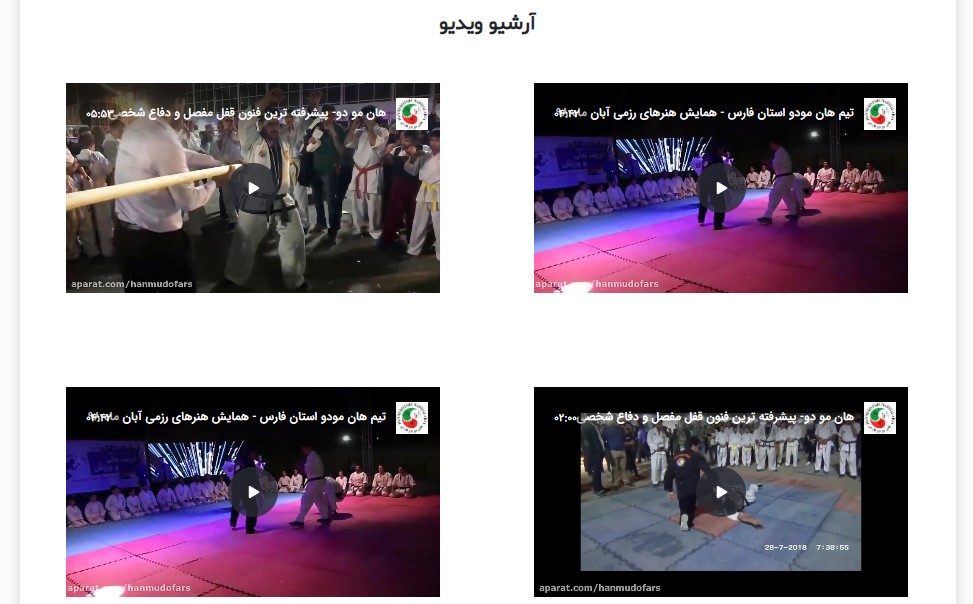 آرشیو ویدیو
تیم هان مودو استان فارس - همایش هنرهای رزمی آبان
aparat.com/hanmudofars
هان مو دو- پیشرفته ترین فنون قفل مفصل و دفاع شخصی
۰۵:۵۳
aparat.com/hanmudofars
هان مو دو- پیشرفته ترین فنون قفل مفصل و دفاع شخصی
۰۲:۰۰
28-7-2018 7:38:55
aparat.com/hanmudofars
تیم هان مودو استان فارس - همایش هنرهای رزمی آبان
aparat.com/hanmudofars